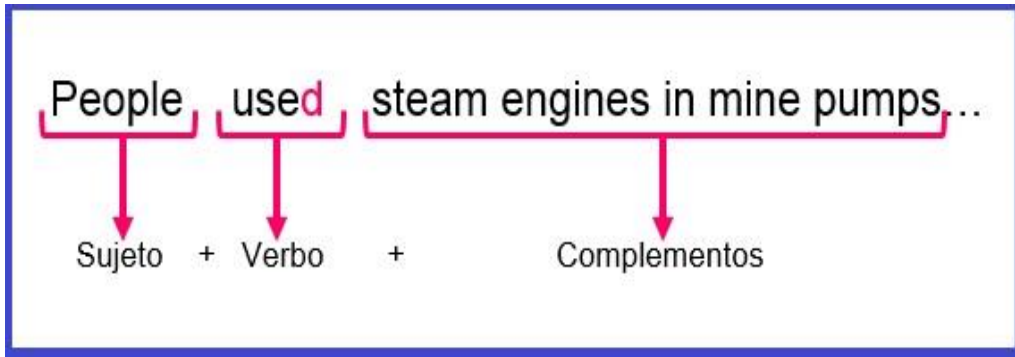 People used steam engines in mine pumps...
Sujeto + Verbo + Complementos